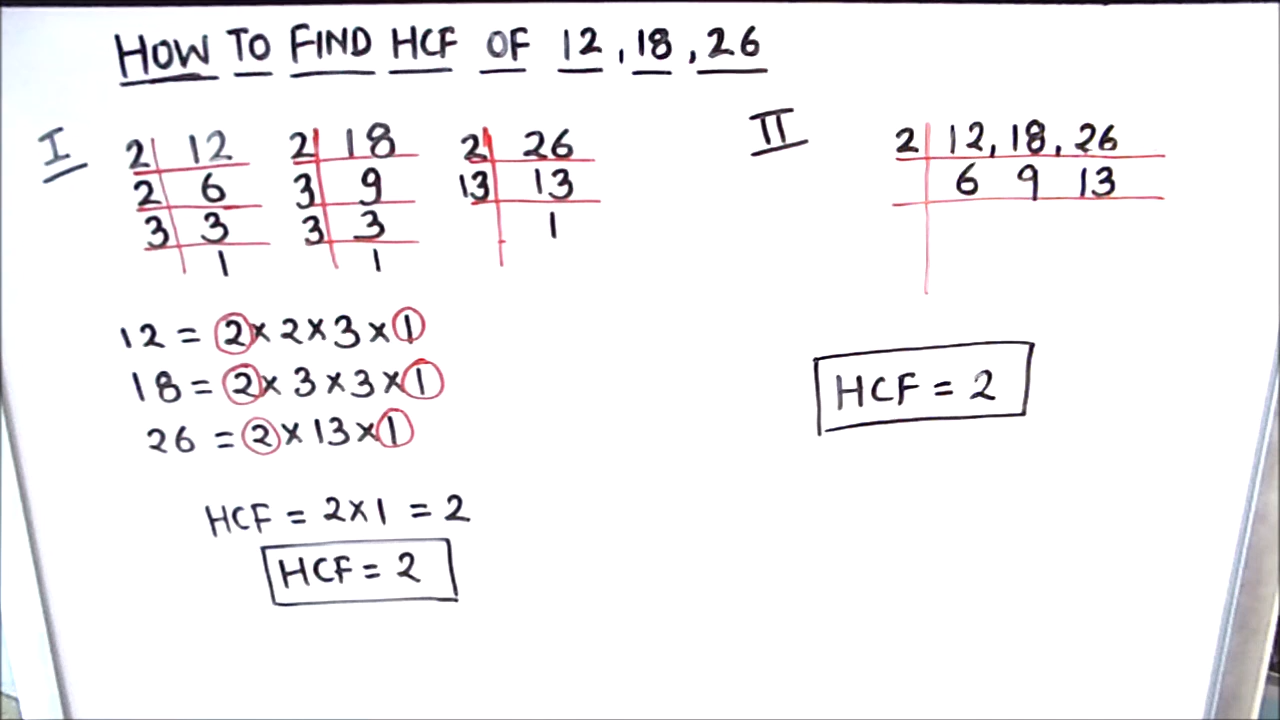 HOW TO FIND HCF OF 12, 18, 26
I
2 12
2 6
3 3
1
2 18
3 9
3 3
1
2 26
13 13
1
12 = 2 × 2 × 3 × 1
18 = 2 × 3 × 3 × 1
26 = 2 × 13 × 1
HCF = 2×1 = 2
HCF = 2
II
2 12, 18, 26
6 9 13
HCF = 2